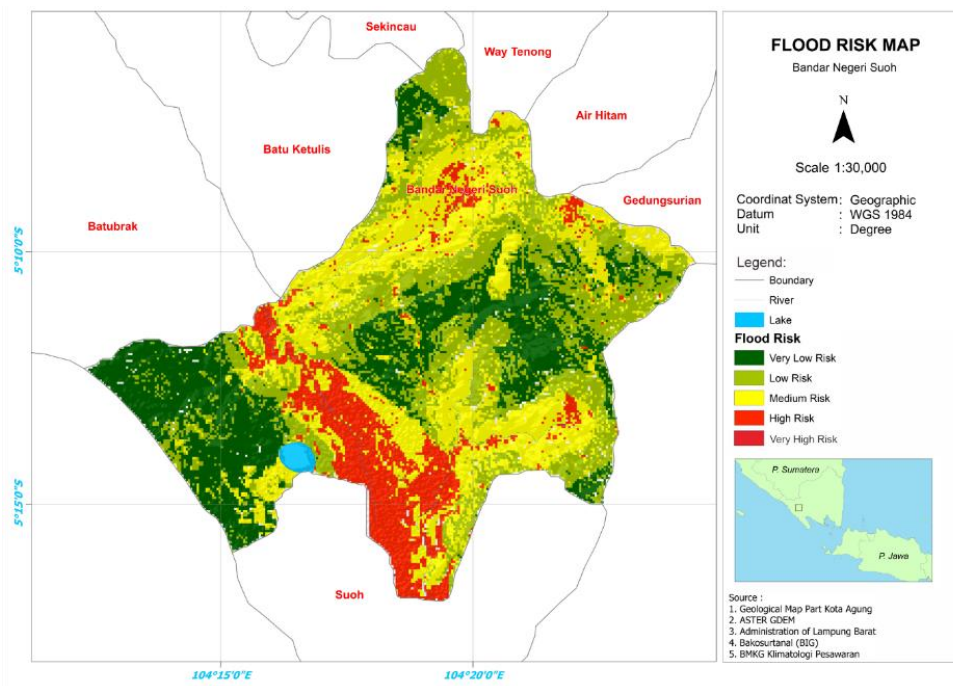 Sekincau
Way Tenong
Air Hitam
Batu Ketulis
Bandar Negeri Suoh
Gedungsurian
Batubrak
Suoh
5°10'0"S
5°15'0"S
104°15'0"E
104°20'0"E
FLOOD RISK MAP
Bandar Negeri Suoh
N
Scale 1:30,000
Coordinat System : Geographic
Datum : WGS 1984
Unit : Degree
Legend:
Boundary
River
Lake
Flood Risk
Very Low Risk
Low Risk
Medium Risk
High Risk
Very High Risk
P. Sumatera
P. Jawa
Source :
1. Geological Map Part Kota Agung
2. ASTER GDEM
3. Administration of Lampung Barat
4. Bakosurtanal (BIG)
5. BMKG Klimatologi Pesawaran